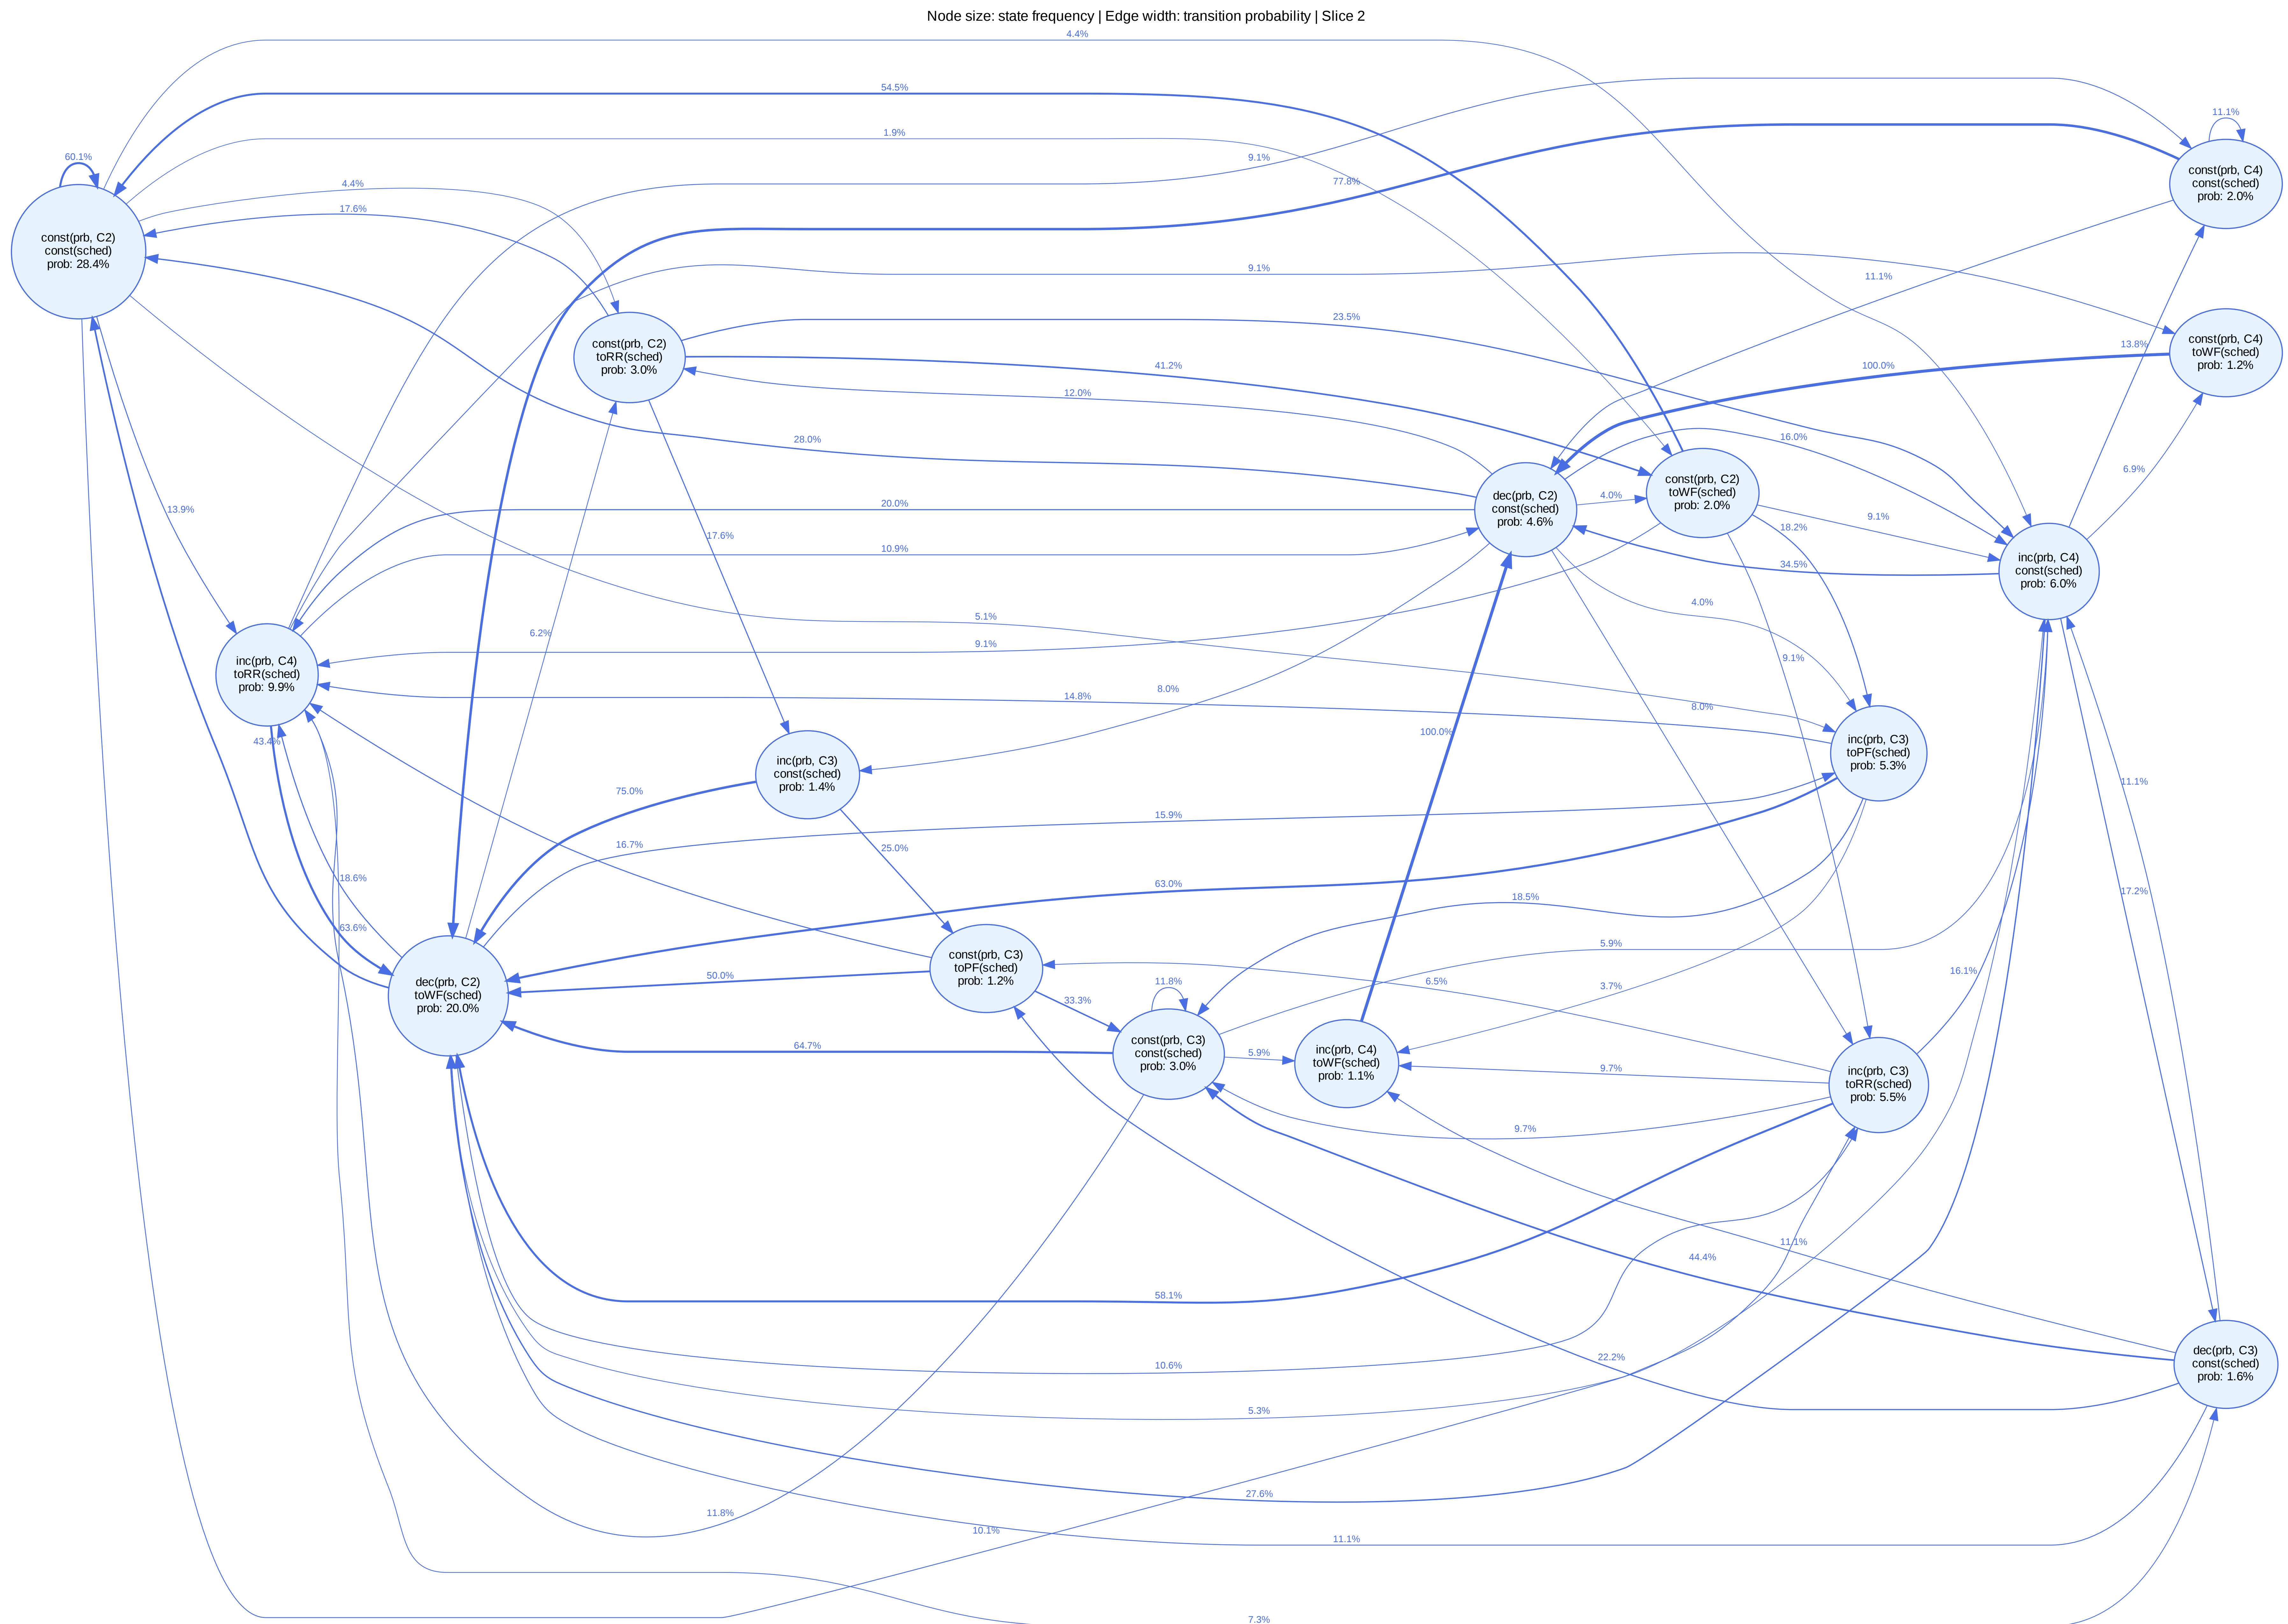 Node size: state frequency | Edge width: transition probability | Slice 2
4.4%
54.5%
1.9%
60.1%
9.1%
77.8%
11.1%
const(prb, C4)
const(sched)
prob: 2.0%
4.4%
17.6%
const(prb, C2)
const(sched)
prob: 28.4%
9.1%
11.1%
23.5%
const(prb, C2)
toRR(sched)
prob: 3.0%
41.2%
12.0%
100.0%
13.8%
const(prb, C4)
toWF(sched)
prob: 1.2%
28.0%
16.0%
6.9%
13.9%
20.0%
10.9%
17.6%
dec(prb, C2)
const(sched)
prob: 4.6%
4.0%
const(prb, C2)
toWF(sched)
prob: 2.0%
18.2%
9.1%
34.5%
inc(prb, C4)
const(sched)
prob: 6.0%
6.2%
5.1%
9.1%
4.0%
9.1%
inc(prb, C4)
toRR(sched)
prob: 9.9%
14.8%
8.0%
8.0%
100.0%
43.4%
inc(prb, C3)
const(sched)
prob: 1.4%
inc(prb, C3)
toPF(sched)
prob: 5.3%
11.1%
75.0%
15.9%
16.7%
25.0%
18.6%
63.0%
18.5%
17.2%
63.6%
dec(prb, C2)
toWF(sched)
prob: 20.0%
50.0%
const(prb, C3)
toPF(sched)
prob: 1.2%
33.3%
11.8%
6.5%
3.7%
5.9%
16.1%
64.7%
const(prb, C3)
const(sched)
prob: 3.0%
5.9%
inc(prb, C4)
toWF(sched)
prob: 1.1%
9.7%
9.7%
inc(prb, C3)
toRR(sched)
prob: 5.5%
58.1%
44.4%
11.1%
10.6%
22.2%
5.3%
dec(prb, C3)
const(sched)
prob: 1.6%
27.6%
11.8%
10.1%
11.1%
7.3%